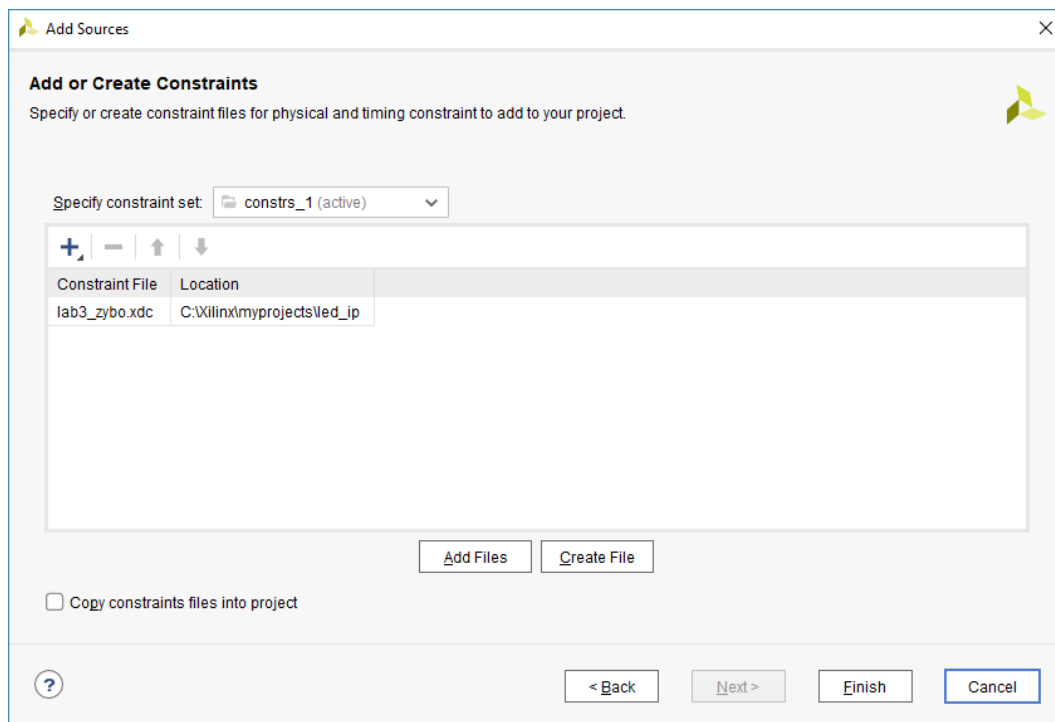 Add Sources
Add or Create Constraints
Specify or create constraint files for physical and timing constraint to add to your project.
Specify constraint set: constrs_1 (active)
Constraint File Location
lab3_zybo.xdc C:\Xilinx\myprojects\led_ip
Add Files Create File
Copy constraints files into project
? < Back Next > Finish Cancel